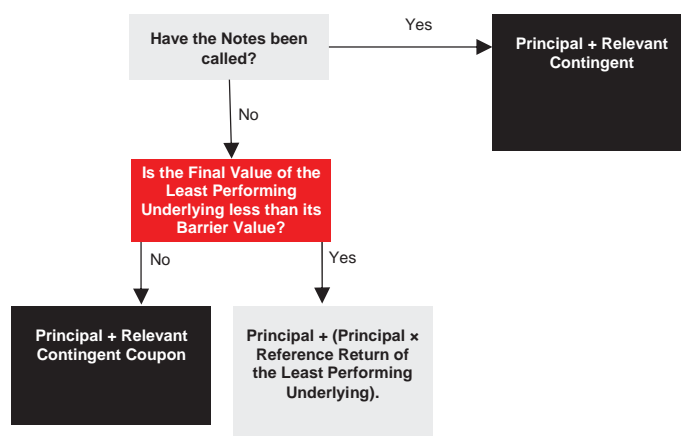 Have the Notes been
called?
Yes
Principal + Relevant
Contingent
No
Is the Final Value of the
Least Performing
Underlying less than its
Barrier Value?
No
Yes
Principal + Relevant
Contingent Coupon
Principal + (Principal ×
Reference Return of
the Least Performing
Underlying).